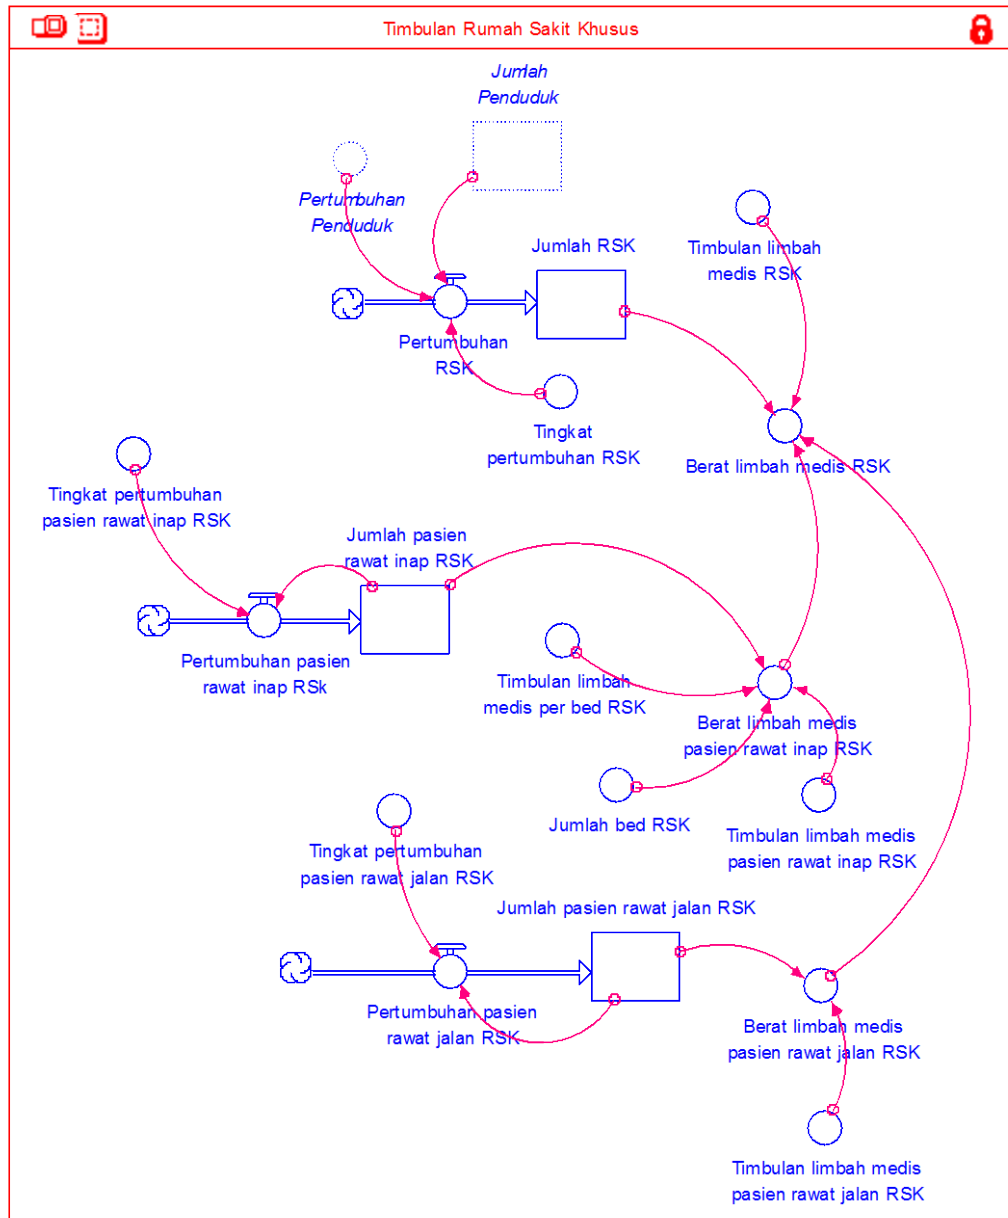 Timbulan Rumah Sakit Khusus
Jumlah
Penduduk
Pertumbuhan
Penduduk
Timbulan limbah
medis RSK
Jumlah RSK
Pertumbuhan
RSK
Tingkat
pertumbuhan RSK
Berat limbah medis RSK
Tingkat pertumbuhan
pasien rawat inap RSK
Jumlah pasien
rawat inap RSK
Pertumbuhan pasien
rawat inap RSk
Timbulan limbah
medis per bed RSK
Berat limbah medis
pasien rawat inap RSK
Jumlah bed RSK
Timbulan limbah medis
pasien rawat inap RSK
Tingkat pertumbuhan
pasien rawat jalan RSK
Jumlah pasien rawat jalan RSK
Pertumbuhan pasien
rawat jalan RSK
Berat limbah medis
pasien rawat jalan RSK
Timbulan limbah medis
pasien rawat jalan RSK